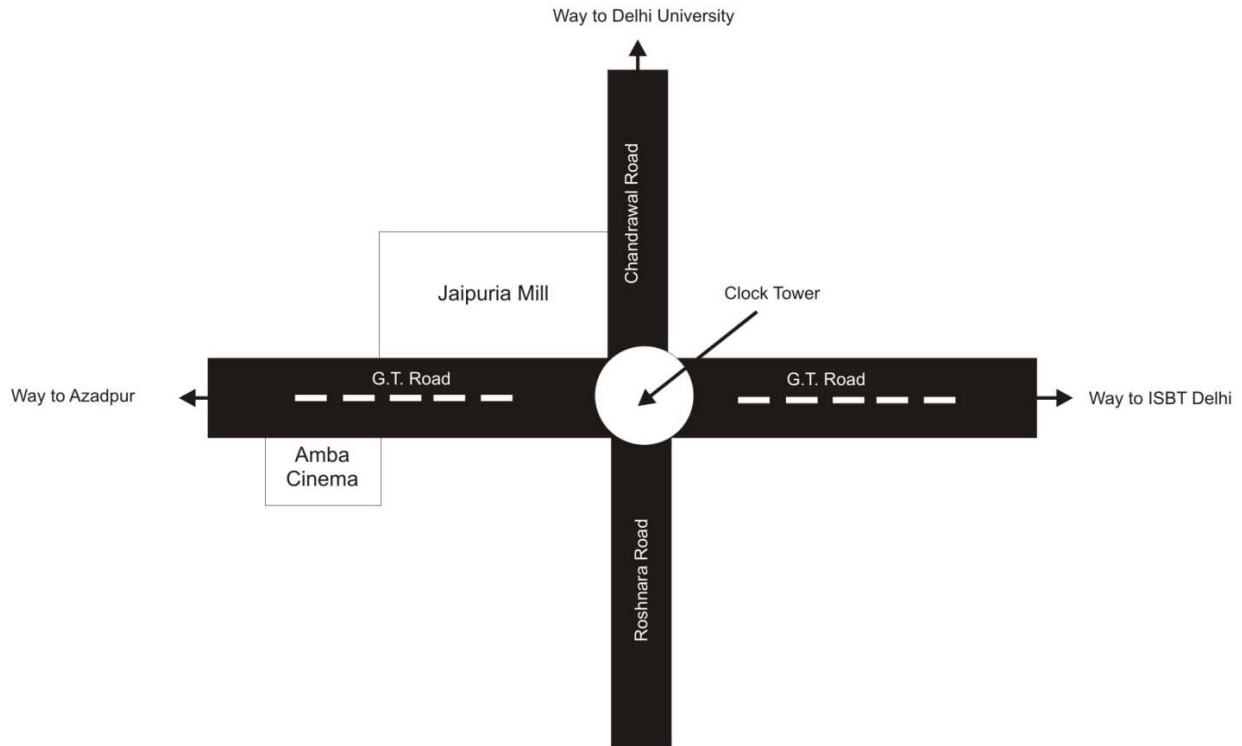 Way to Delhi University
Chandrawal Road
Jaipuria Mill
Clock Tower
G.T. Road
G.T. Road
Way to Azadpur
Way to ISBT Delhi
Amba
Cinema
Roshnara Road